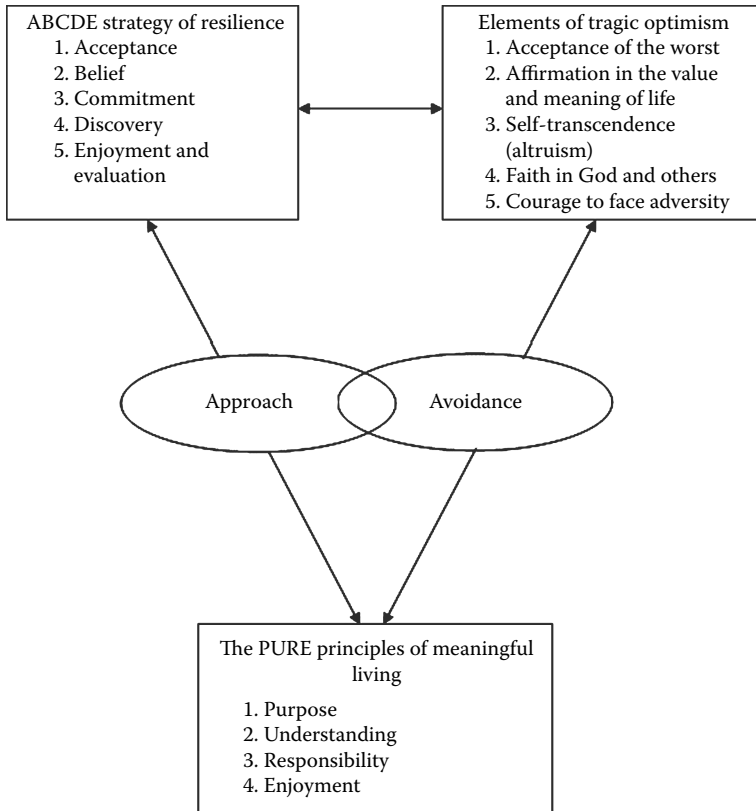 ABCDE strategy of resilience
1. Acceptance
2. Belief
3. Commitment
4. Discovery
5. Enjoyment and
evaluation
Elements of tragic optimism
1. Acceptance of the worst
2. Affirmation in the value
and meaning of life
3. Self-transcendence
(altruism)
4. Faith in God and others
5. Courage to face adversity
Approach
Avoidance
The PURE principles of meaningful
living
1. Purpose
2. Understanding
3. Responsibility
4. Enjoyment